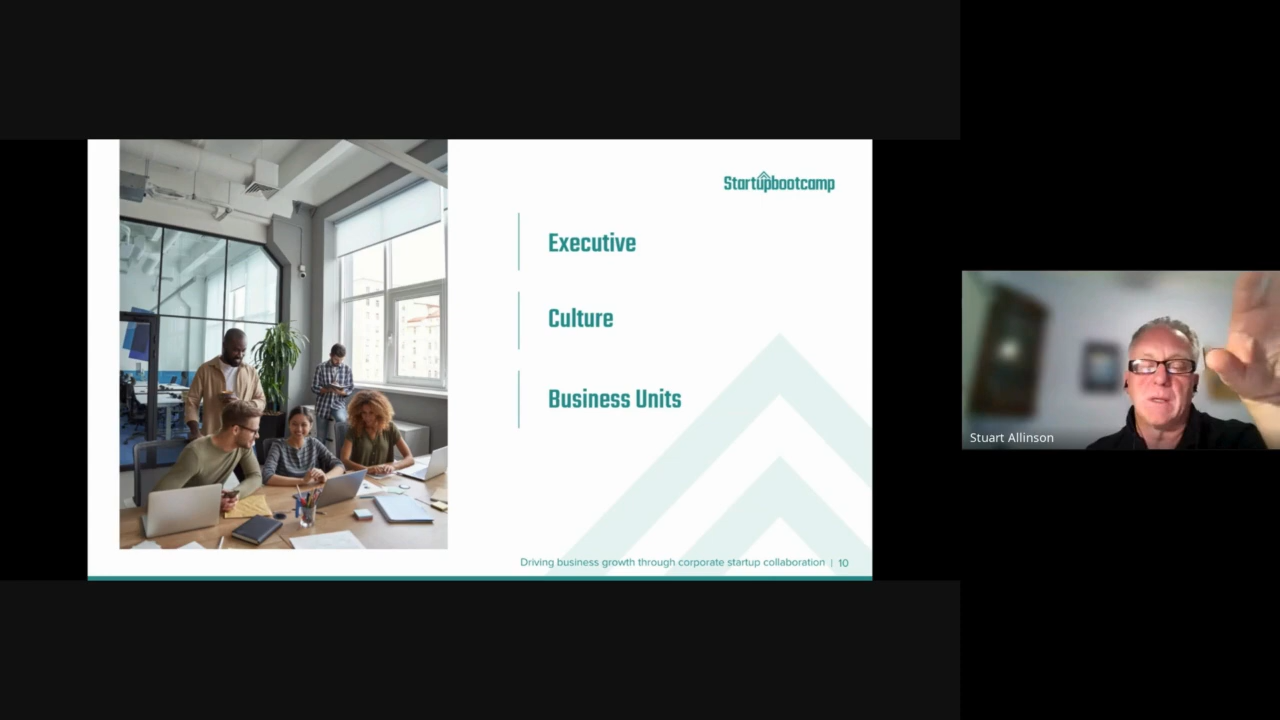 Startupbootcamp
Executive
Culture
Business Units
Driving business growth through corporate startup collaboration | 10
Stuart Allinson